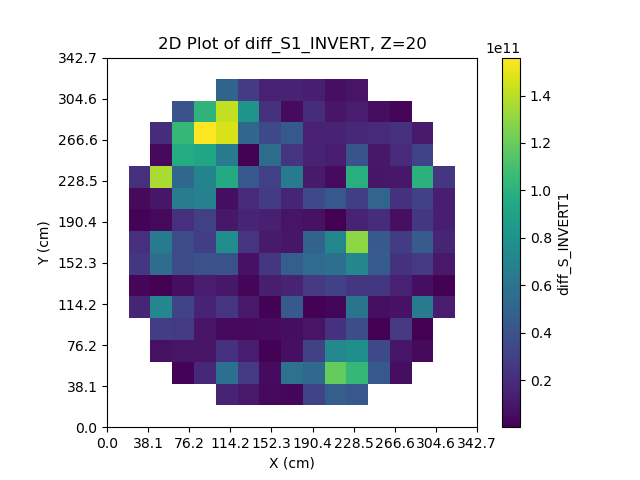 2D Plot of diff_S1_INVERT, Z=20
1e11
342.7
304.6
266.6
228.5
190.4
152.3
114.2
76.2
38.1
0.0
Y (cm)
0.0 38.1 76.2 114.2 152.3 190.4 228.5 266.6 304.6 342.7
X (cm)
1.4
1.2
1.0
0.8
0.6
0.4
0.2
diff_S_INVERT1